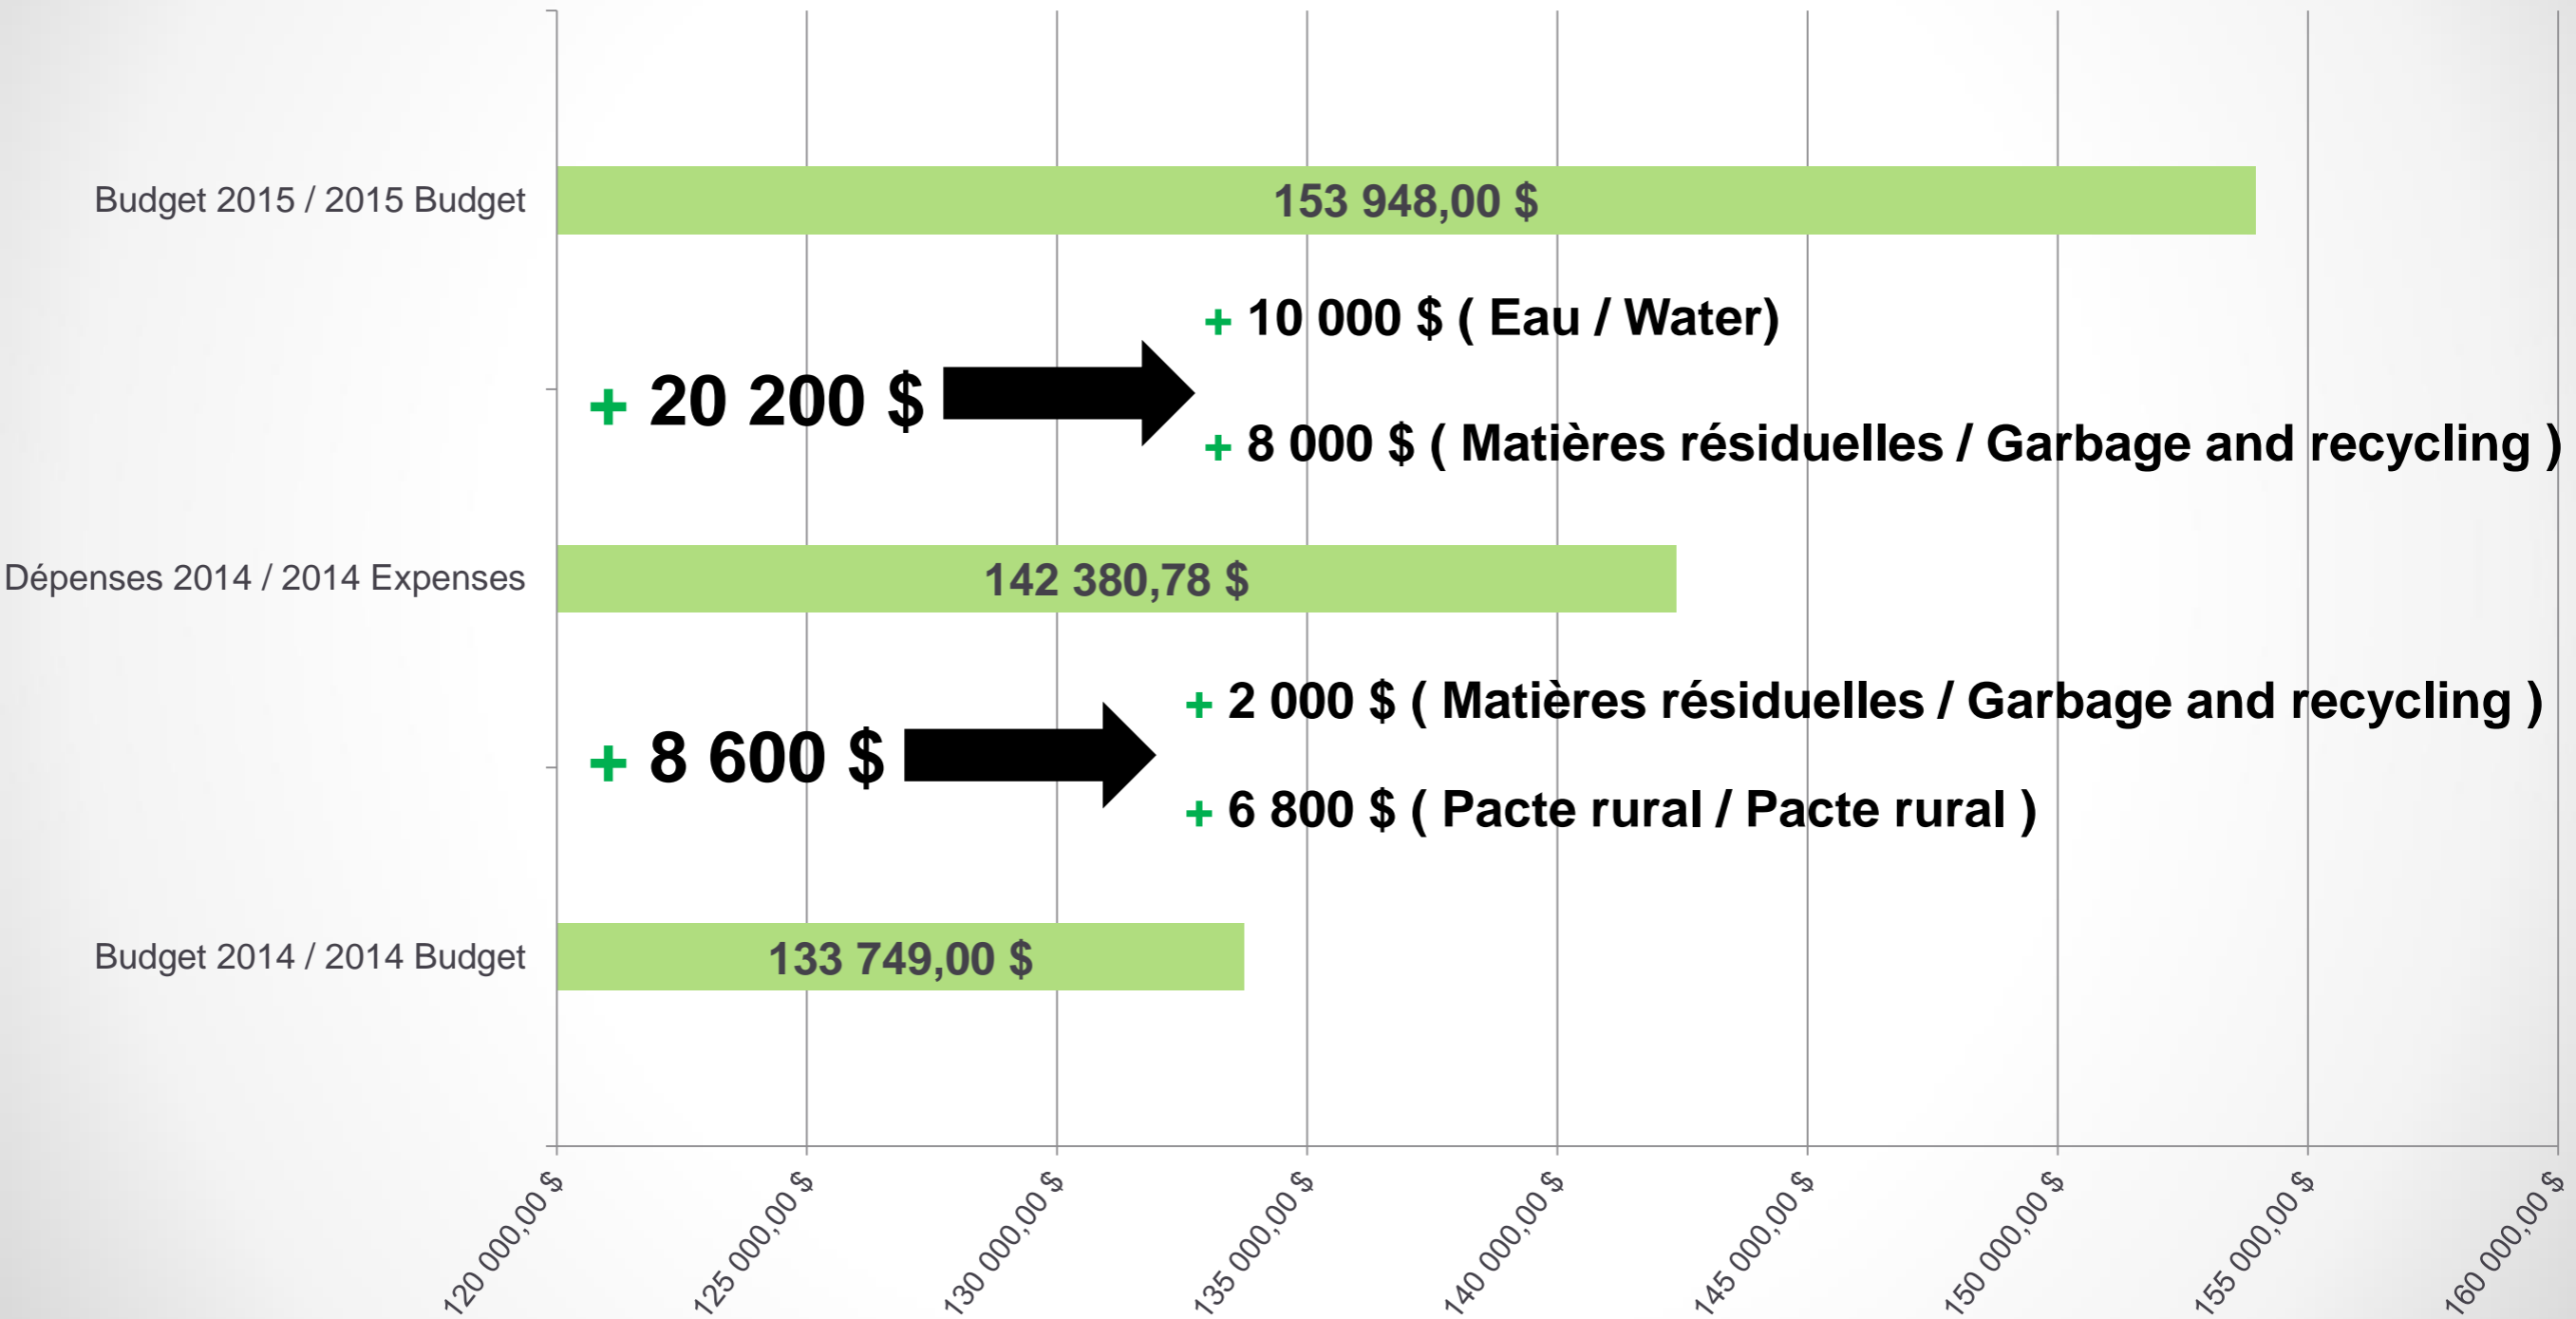 Budget 2015 / 2015 Budget
153 948,00 $
+ 10 000 $ ( Eau / Water)
+ 20 200 $
+ 8 000 $ ( Matières résiduelles / Garbage and recycling )
Dépenses 2014 / 2014 Expenses
142 380,78 $
+ 2 000 $ ( Matières résiduelles / Garbage and recycling )
+ 8 600 $
+ 6 800 $ ( Pacte rural / Pacte rural )
Budget 2014 / 2014 Budget
133 749,00 $
120 000,00 $
125 000,00 $
130 000,00 $
135 000,00 $
140 000,00 $
145 000,00 $
150 000,00 $
155 000,00 $
160 000,00 $